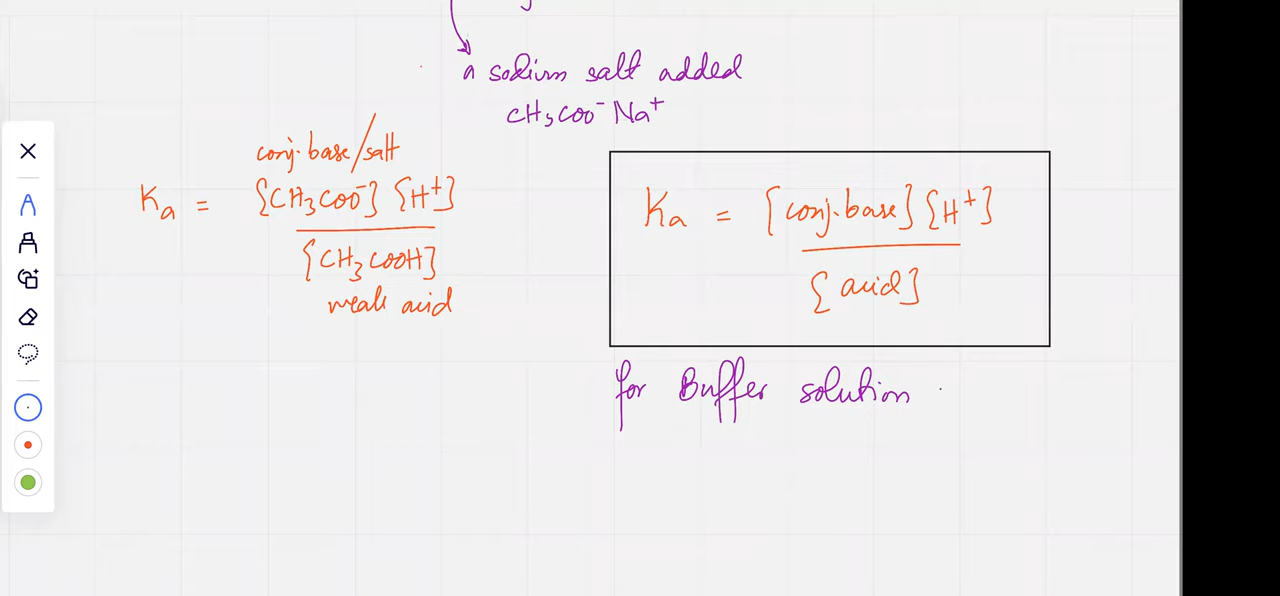 a sodium salt added
CH₃COO⁻ Na⁺
conj. base/salt
Ka = [CH₃COO⁻] [H⁺]
[CH₃COOH]
weak acid
Ka = [conj. base] [H⁺]
[acid]
for Buffer solution